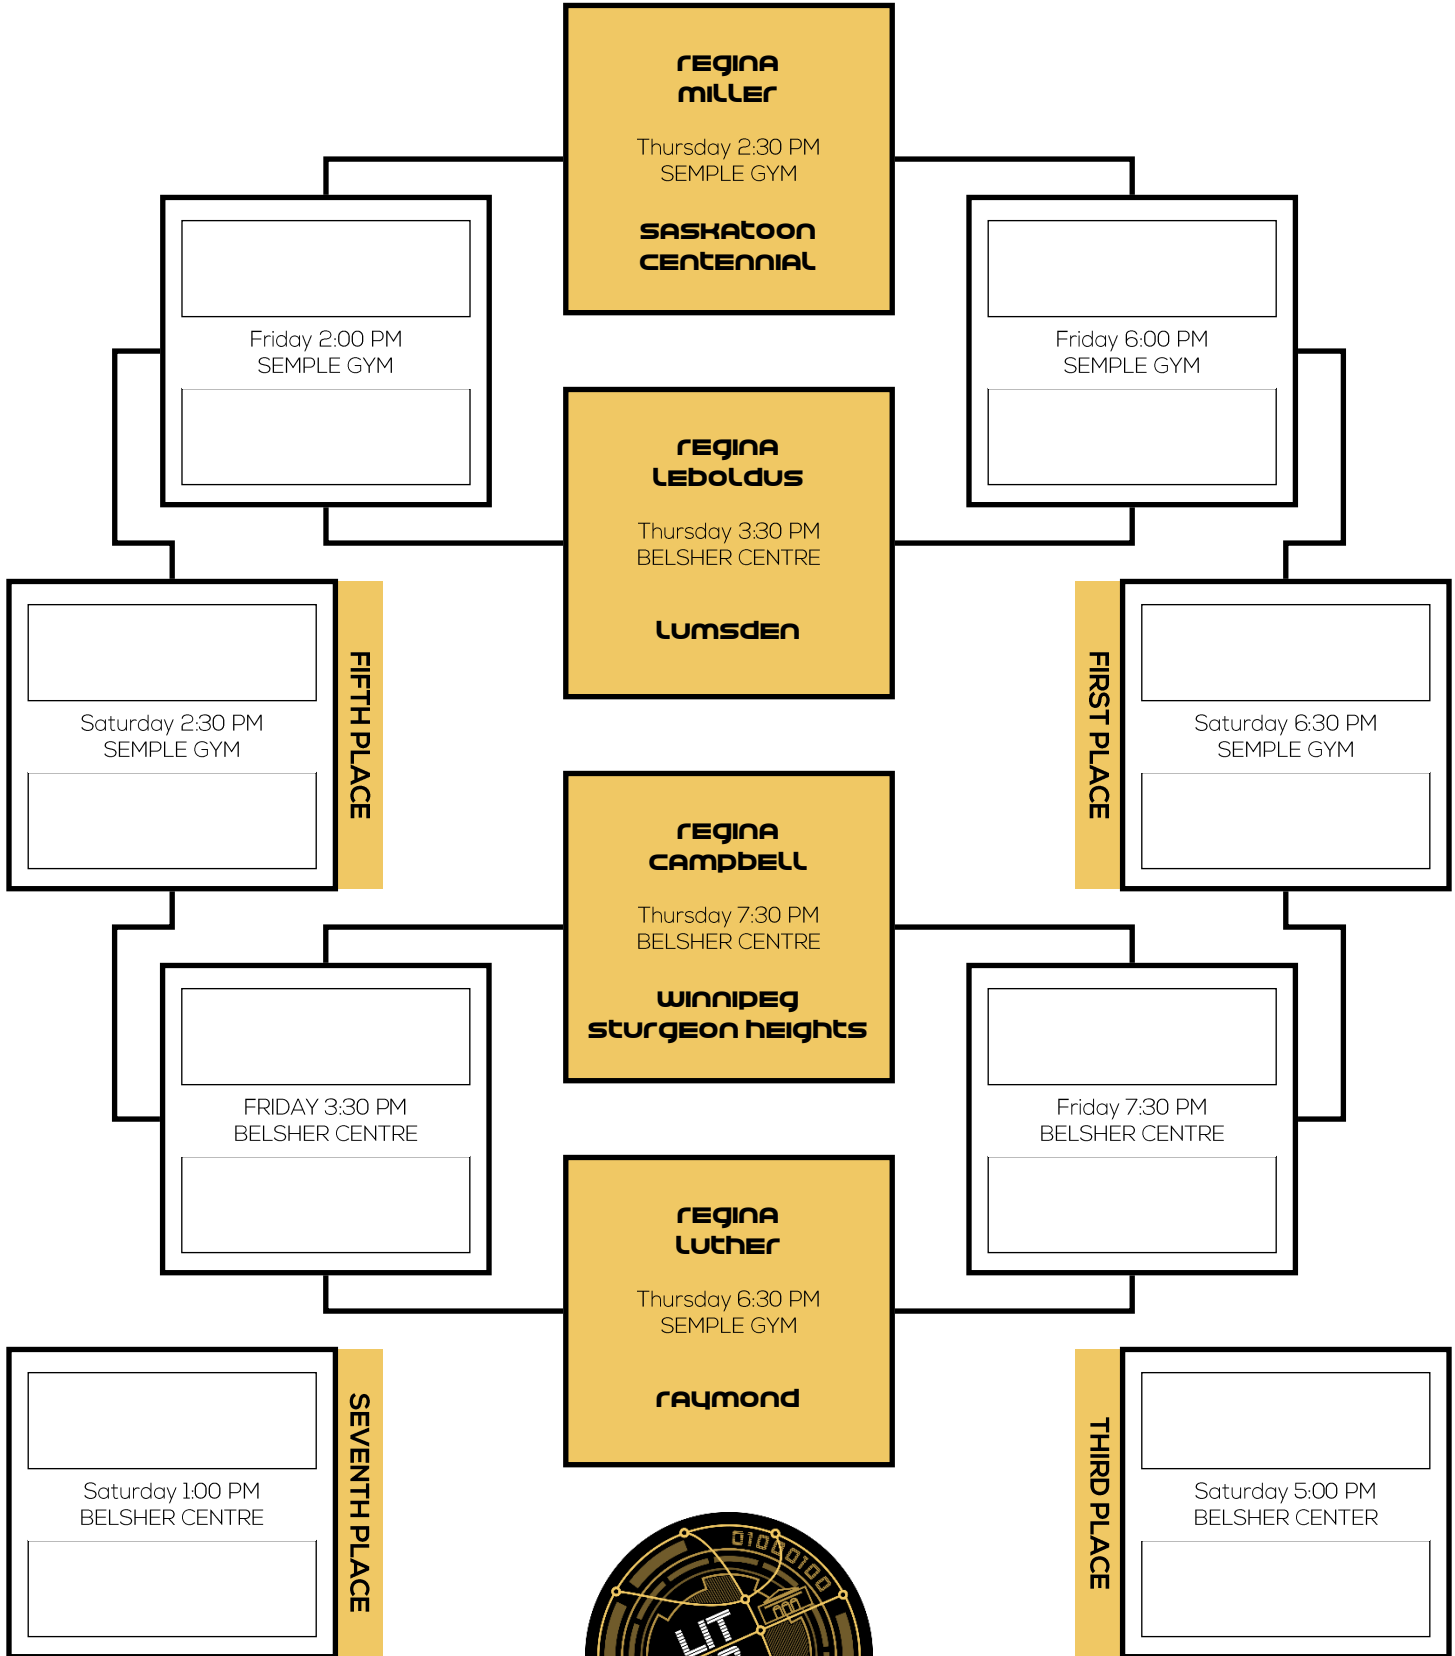 REGINA
MILLER
Thursday 2:30 PM
SEMPLE GYM
SASKATOON
CENTENNIAL
Friday 2:00 PM
SEMPLE GYM
Friday 6:00 PM
SEMPLE GYM
REGINA
LEBOLDUS
Thursday 3:30 PM
BELSHER CENTRE
LUMSDEN
Saturday 2:30 PM
SEMPLE GYM
FIFTH PLACE
FIRST PLACE
Saturday 6:30 PM
SEMPLE GYM
REGINA
CAMPBELL
Thursday 7:30 PM
BELSHER CENTRE
WINNIPEG
STURGEON HEIGHTS
FRIDAY 3:30 PM
BELSHER CENTRE
Friday 7:30 PM
BELSHER CENTRE
REGINA
LUTHER
Thursday 6:30 PM
SEMPLE GYM
RAYMOND
Saturday 1:00 PM
BELSHER CENTRE
SEVENTH PLACE
THIRD PLACE
Saturday 5:00 PM
BELSHER CENTER
01000100
LIT